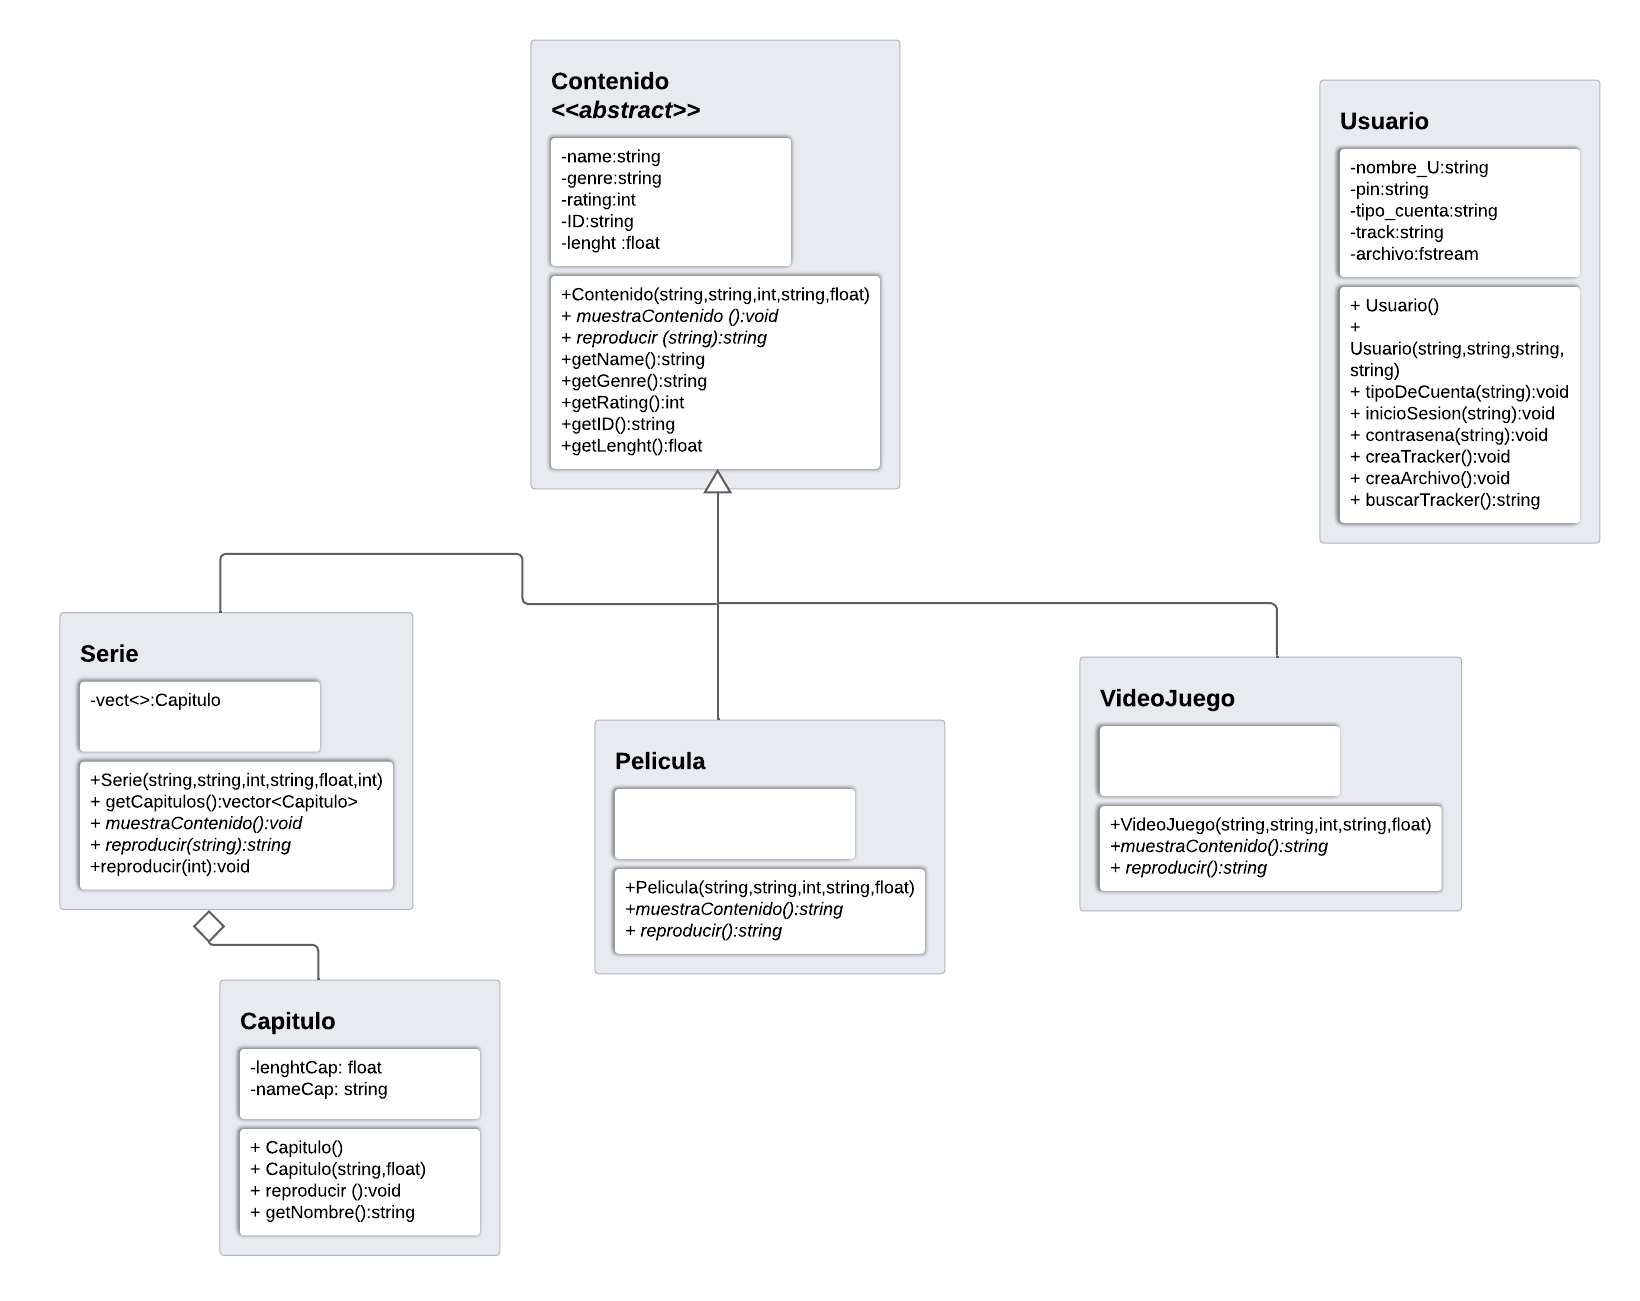 Contenido
<<abstract>>
-name:string
-genre:string
-rating:int
-ID:string
-lenght :float
+Contenido(string,string,int,string,float)
+ muestraContenido ():void
+ reproducir (string):string
+getName():string
+getGenre():string
+getRating():int
+getID():string
+getLenght():float
Usuario
-nombre_U:string
-pin:string
-tipo_cuenta:string
-track:string
-archivo:fstream
+ Usuario()
+
Usuario(string,string,string,
string)
+ tipoDeCuenta(string):void
+ inicioSesion(string):void
+ contrasena(string):void
+ creaTracker():void
+ creaArchivo():void
+ buscarTracker():string
Serie
-vect<>:Capitulo
+Serie(string,string,int,string,float,int)
+ getCapitulos():vector<Capitulo>
+ muestraContenido():void
+ reproducir(string):string
+reproducir(int):void
Pelicula
+Pelicula(string,string,int,string,float)
+muestraContenido():string
+ reproducir():string
VideoJuego
+VideoJuego(string,string,int,string,float)
+muestraContenido():string
+ reproducir():string
Capitulo
-lenghtCap: float
-nameCap: string
+ Capitulo()
+ Capitulo(string,float)
+ reproducir ():void
+ getNombre():string